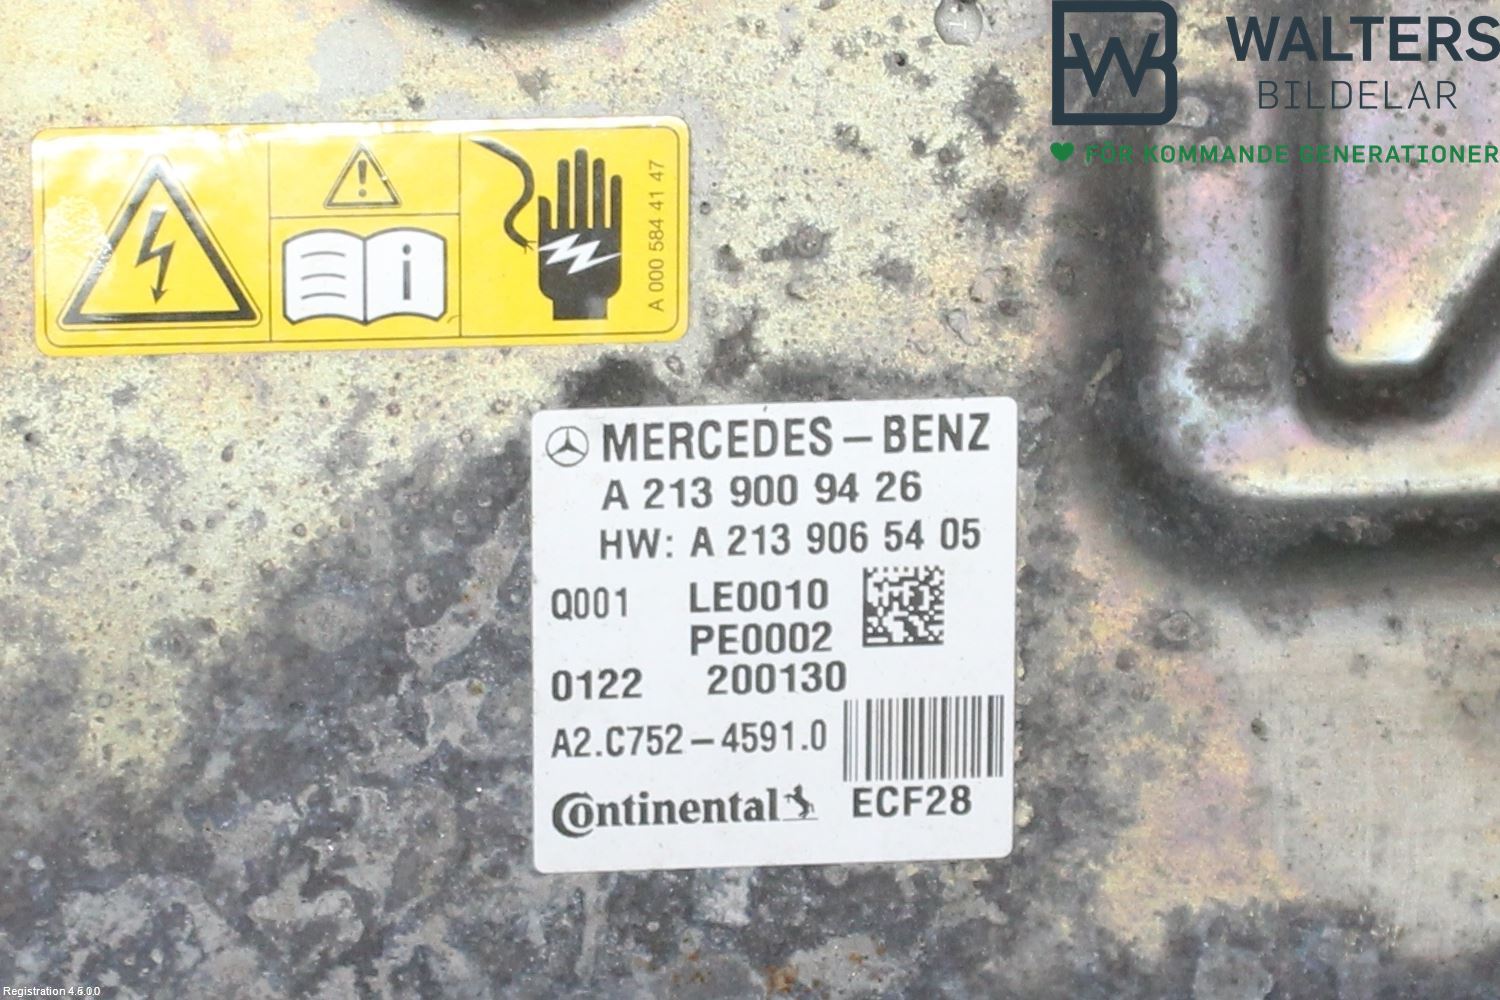 WALTERS
BILDELAR
FÖR KOMMANDE GENERATIONER
A 000 584 41 47
MERCEDES – BENZ
A 213 900 94 26
HW: A 213 906 54 05
Q001 LE0010
PE0002
0122 200130
A2.C752 – 4591.0
Continental ECF28
Registration 4.6.0.0